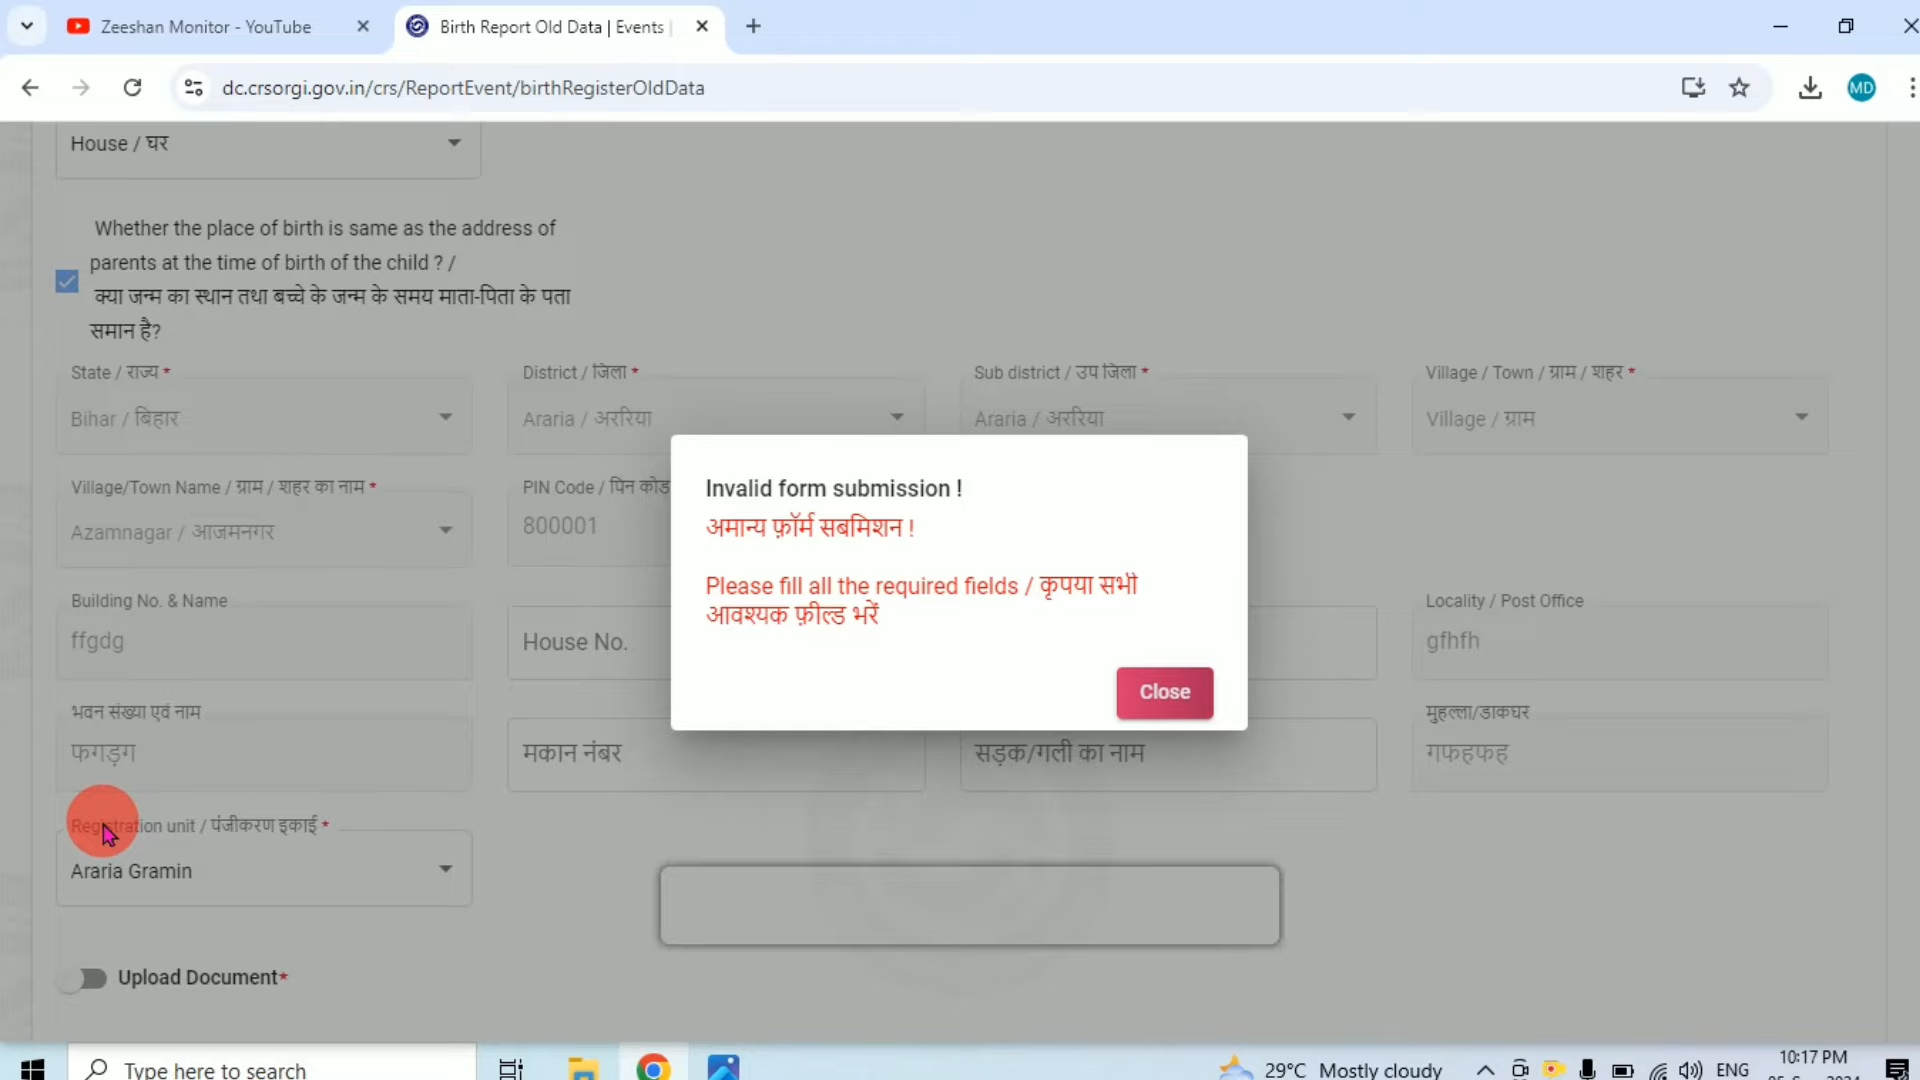 Zeeshan Monitor - YouTube
Birth Report Old Data | Events |
dc.crsorgi.gov.in/crs/ReportEvent/birthRegisterOldData
MD
House / घर
Whether the place of birth is same as the address of
parents at the time of birth of the child ? /
क्या जन्म का स्थान तथा बच्चे के जन्म के समय माता-पिता के पता
समान है?
State / राज्य *
District / जिला *
Sub district / उप जिला *
Village / Town / ग्राम / शहर *
Bihar / बिहार
Araria / अररिया
Araria / अररिया
Village / ग्राम
Village/Town Name / ग्राम / शहर का नाम *
PIN Code / पिन कोड
Azamnagar / आजमनगर
800001
Invalid form submission !
अमान्य फ़ॉर्म सबमिशन !
Please fill all the required fields / कृपया सभी
आवश्यक फ़ील्ड भरें
Close
Building No. & Name
Locality / Post Office
ffgdg
House No.
gfhfh
भवन संख्या एवं नाम
मुहल्ला/डाकघर
फगड़ग
मकान नंबर
सड़क/गली का नाम
गफहफह
Registration unit / पंजीकरण इकाई *
Araria Gramin
Upload Document*
Type here to search
29°C Mostly cloudy
ENG
10:17 PM